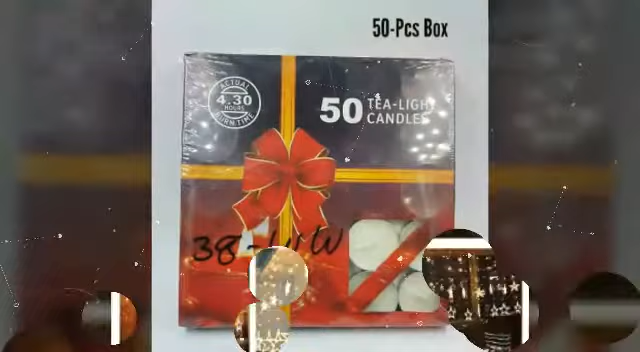 50-Pcs Box
ACTUAL
4.30
HOURS
BURN TIME
50 TEA-LIGHT
CANDLES